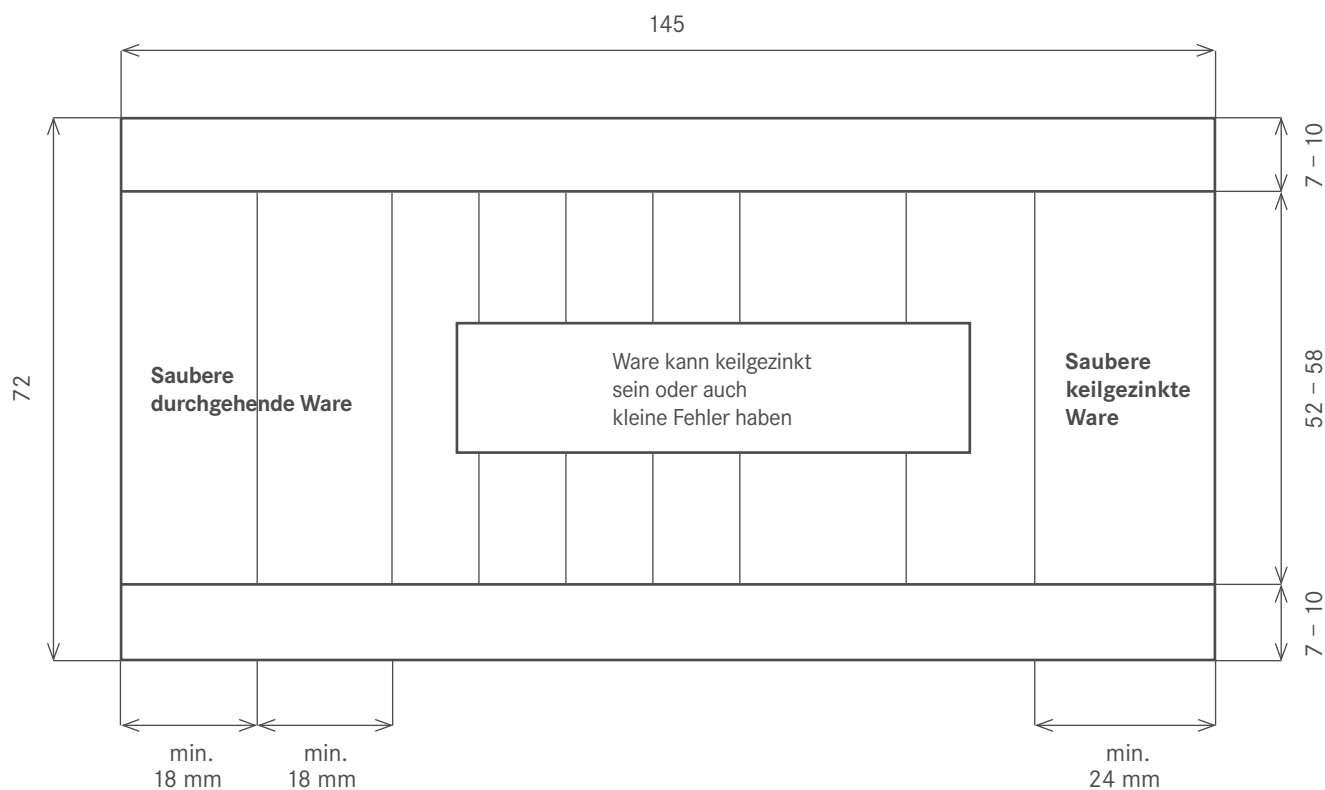 145
7 – 10
72
52 – 58
7 – 10
Saubere
durchgehende Ware
Ware kann keilgezinkt
sein oder auch
kleine Fehler haben
Saubere
keilgezinkte
Ware
min.
18 mm
min.
18 mm
min.
24 mm